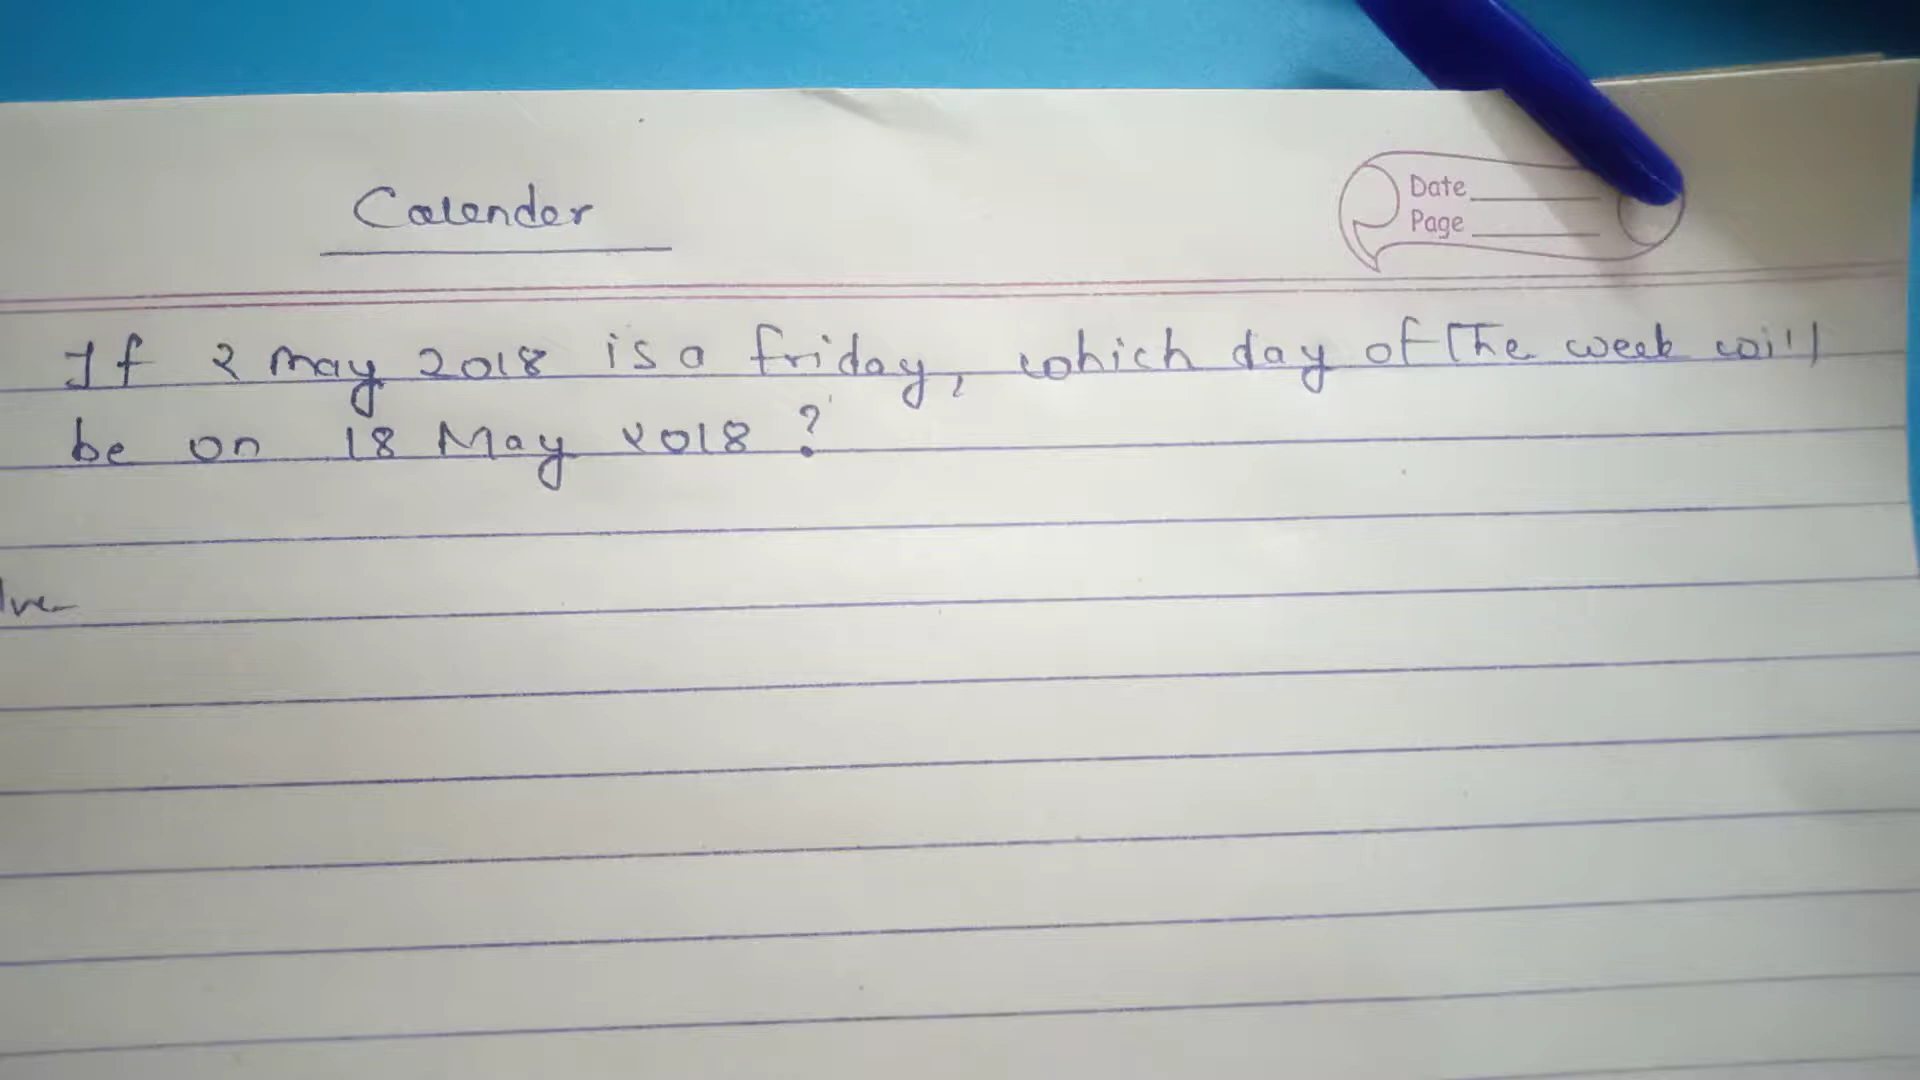 Calender
Date
Page
If 2 may 2018 is a friday, which day of The week will
be on 18 May 2018 ?
lve